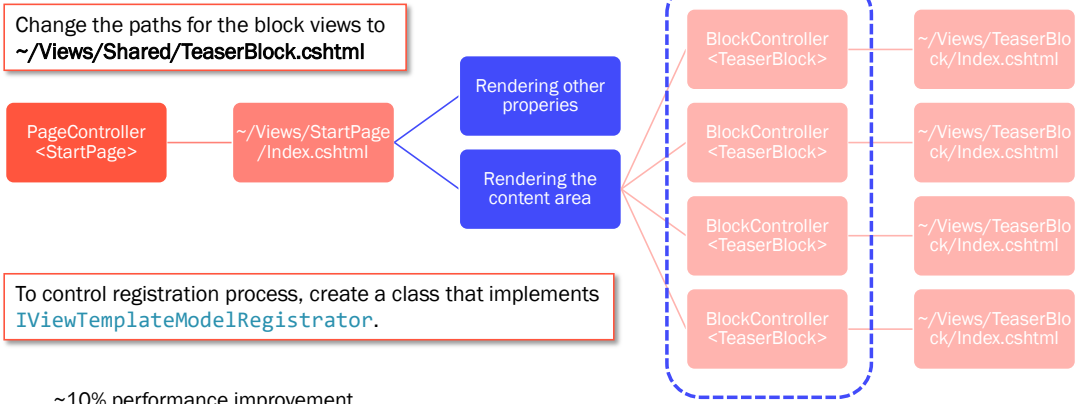 Change the paths for the block views to
~/Views/Shared/TeaserBlock.cshtml
PageController
<StartPage>
~/Views/StartPage
/Index.cshtml
Rendering other
properies
Rendering the
content area
BlockController
<TeaserBlock>
~/Views/TeaserBlo
ck/Index.cshtml
BlockController
<TeaserBlock>
~/Views/TeaserBlo
ck/Index.cshtml
BlockController
<TeaserBlock>
~/Views/TeaserBlo
ck/Index.cshtml
BlockController
<TeaserBlock>
~/Views/TeaserBlo
ck/Index.cshtml
To control registration process, create a class that implements
IViewTemplateModelRegistrator.
~10% performance improvement